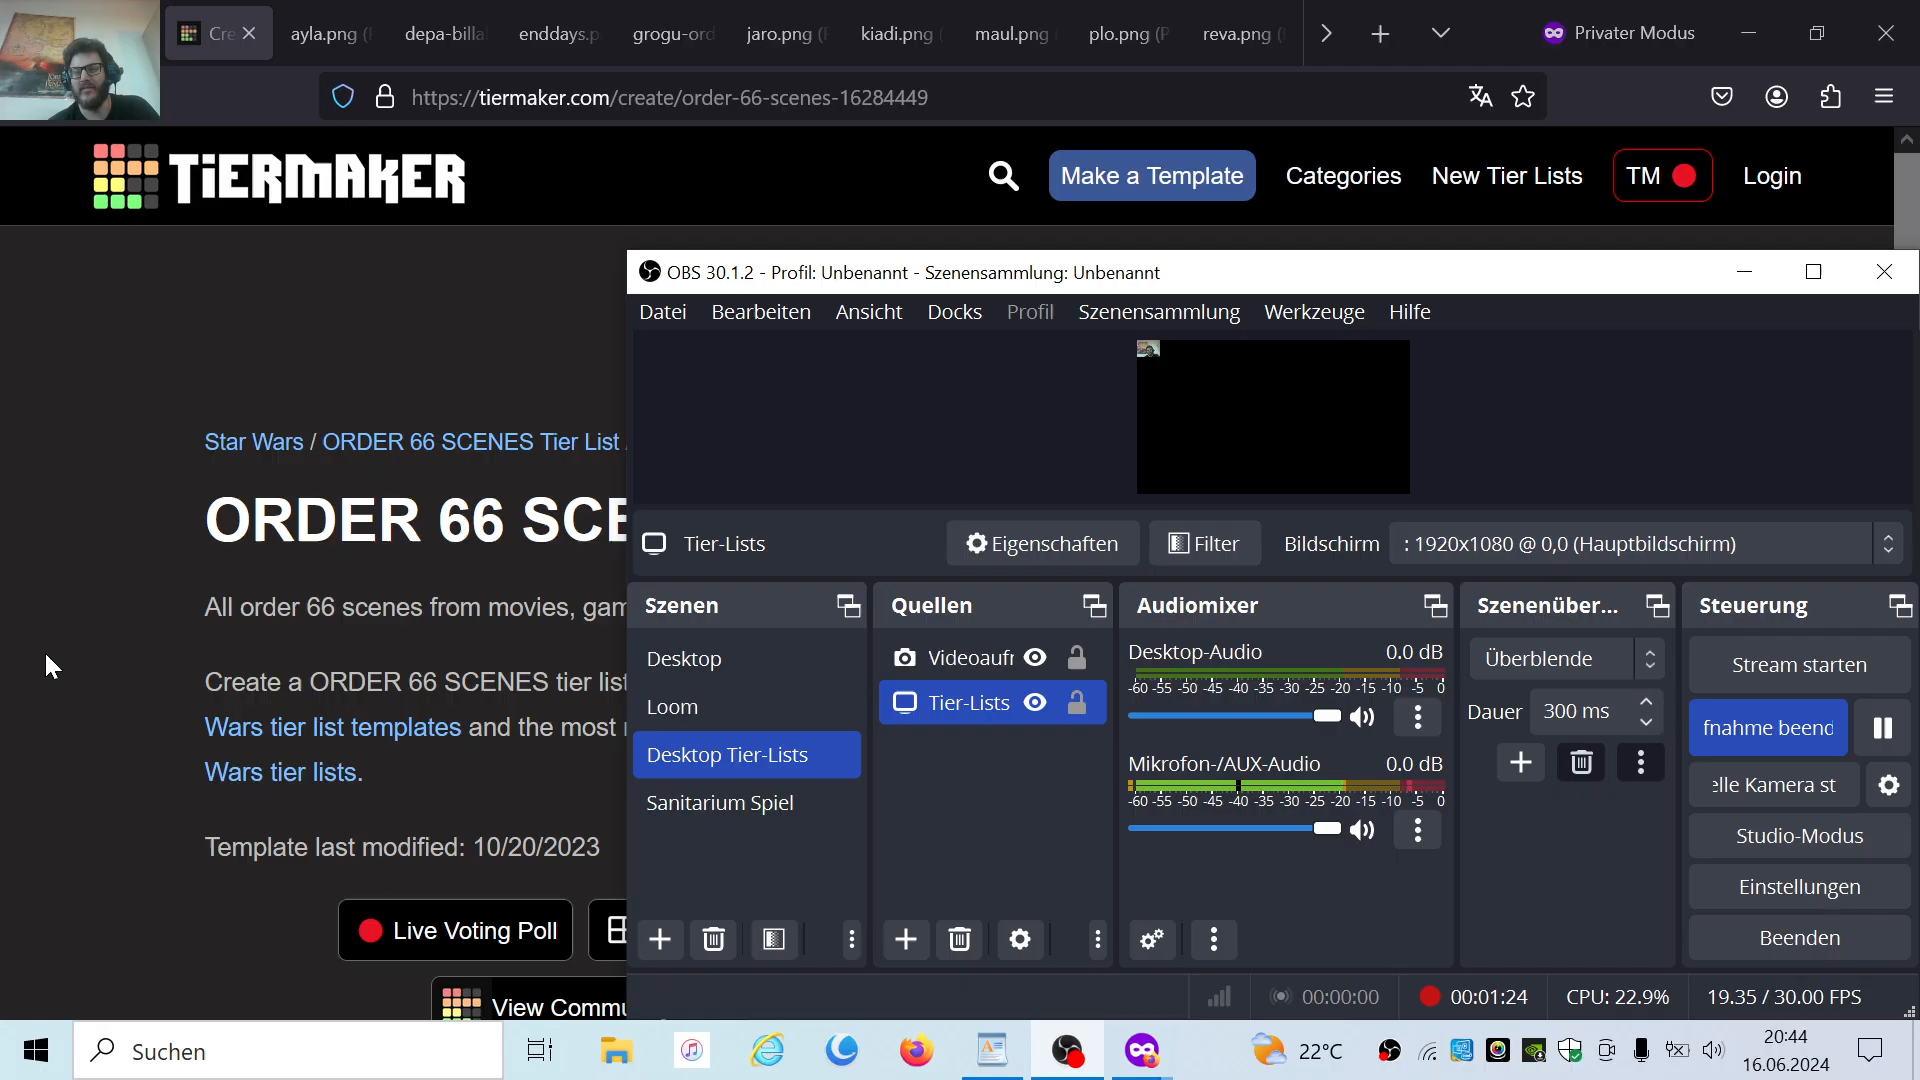 Cre
ayla.png (
depa-billa
enddays.p
grogu-ord
jaro.png (F
kiadi.png
maul.png
plo.png (P
reva.png (
Privater Modus
https://tiermaker.com/create/order-66-scenes-16284449
TiERMAKER
Make a Template
Categories
New Tier Lists
TM
Login
OBS 30.1.2 - Profil: Unbenannt - Szenensammlung: Unbenannt
Datei Bearbeiten Ansicht Docks Profil Szenensammlung Werkzeuge Hilfe
Star Wars / ORDER 66 SCENES Tier List /
ORDER 66 SCE
All order 66 scenes from movies, gam
Create a ORDER 66 SCENES tier list
Wars tier list templates and the most
Wars tier lists.
Template last modified: 10/20/2023
Live Voting Poll
View Commu
Tier-Lists
Eigenschaften
Filter
Bildschirm
: 1920x1080 @ 0,0 (Hauptbildschirm)
Szenen
Desktop
Loom
Desktop Tier-Lists
Sanitarium Spiel
Quellen
Videoaufr
Tier-Lists
Audiomixer
Desktop-Audio 0.0 dB
-60 -55 -50 -45 -40 -35 -30 -25 -20 -15 -10 -5 0
Mikrofon-/AUX-Audio 0.0 dB
-60 -55 -50 -45 -40 -35 -30 -25 -20 -15 -10 -5 0
Szenenüber...
Überblende
Dauer 300 ms
Steuerung
Stream starten
fnahme beend
elle Kamera st
Studio-Modus
Einstellungen
Beenden
00:00:00
00:01:24
CPU: 22.9%
19.35 / 30.00 FPS
Suchen
22°C
20:44
16.06.2024